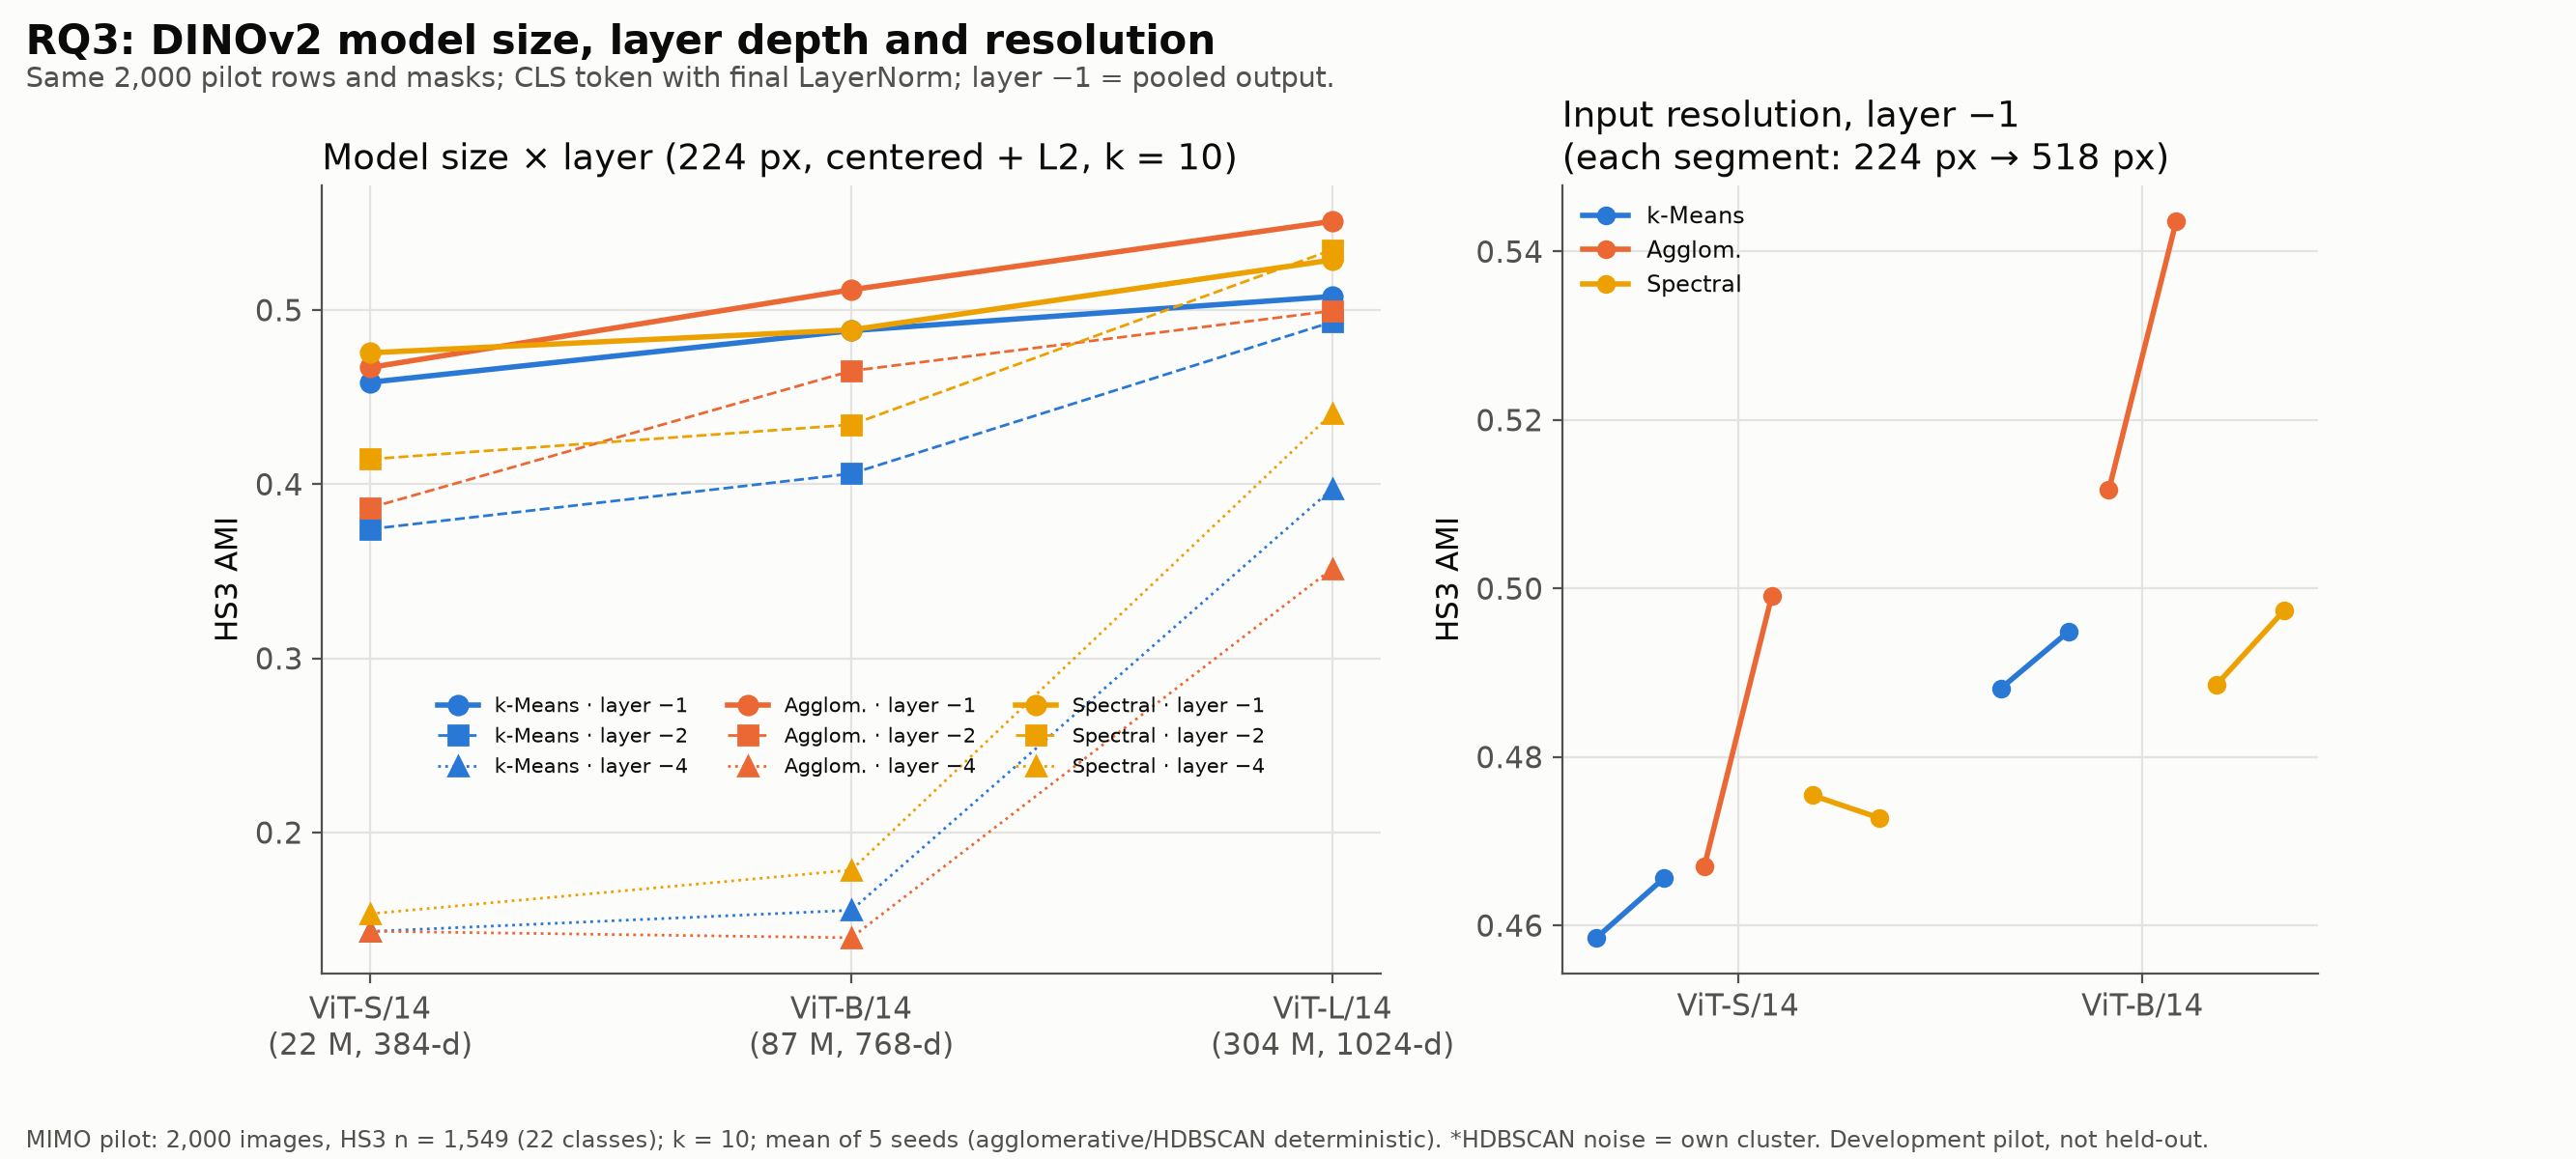 RQ3: DINOv2 model size, layer depth and resolution
Same 2,000 pilot rows and masks; CLS token with final LayerNorm; layer −1 = pooled output.
Model size × layer (224 px, centered + L2, k = 10)
HS3 AMI
0.5
0.4
0.3
0.2
k-Means · layer −1
k-Means · layer −2
k-Means · layer −4
Agglom. · layer −1
Agglom. · layer −2
Agglom. · layer −4
Spectral · layer −1
Spectral · layer −2
Spectral · layer −4
ViT-S/14
(22 M, 384-d)
ViT-B/14
(87 M, 768-d)
ViT-L/14
(304 M, 1024-d)
Input resolution, layer −1
(each segment: 224 px → 518 px)
k-Means
Agglom.
Spectral
HS3 AMI
0.54
0.52
0.50
0.48
0.46
ViT-S/14
ViT-B/14
MIMO pilot: 2,000 images, HS3 n = 1,549 (22 classes); k = 10; mean of 5 seeds (agglomerative/HDBSCAN deterministic). *HDBSCAN noise = own cluster. Development pilot, not held-out.